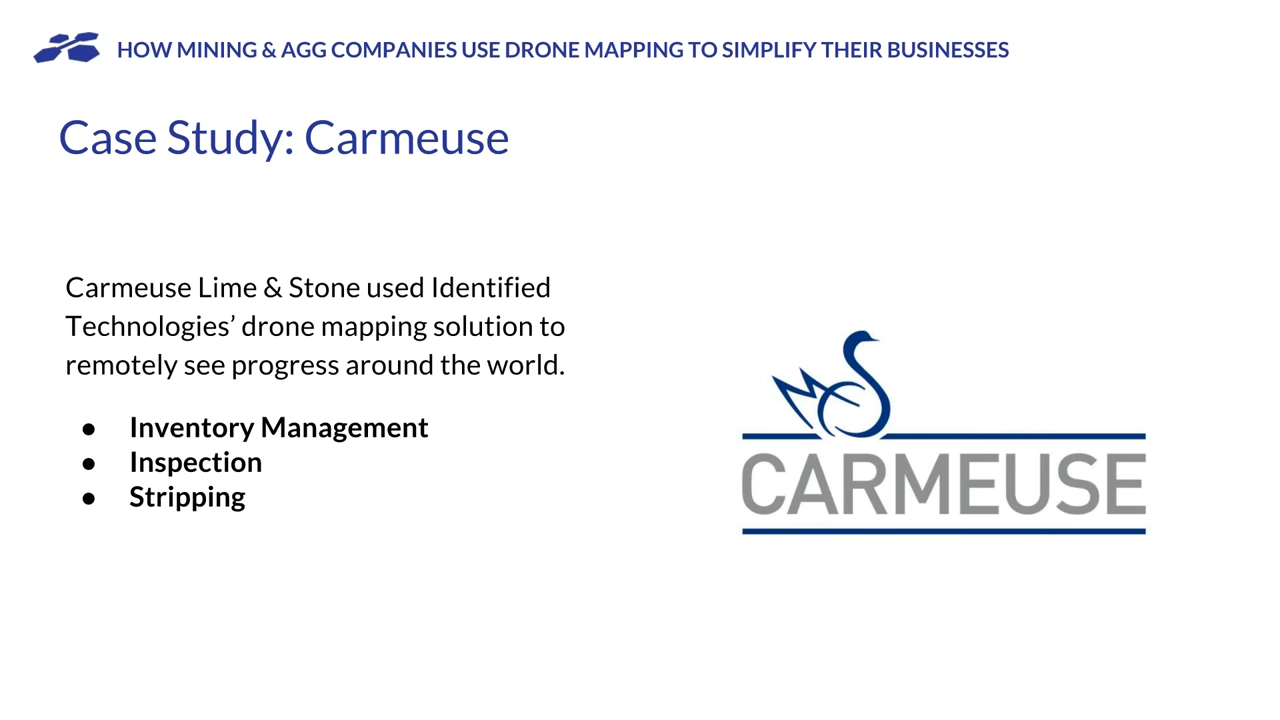 HOW MINING & AGG COMPANIES USE DRONE MAPPING TO SIMPLIFY THEIR BUSINESSES
Case Study: Carmeuse
Carmeuse Lime & Stone used Identified
Technologies’ drone mapping solution to
remotely see progress around the world.
● Inventory Management
● Inspection
● Stripping
CARMEUSE